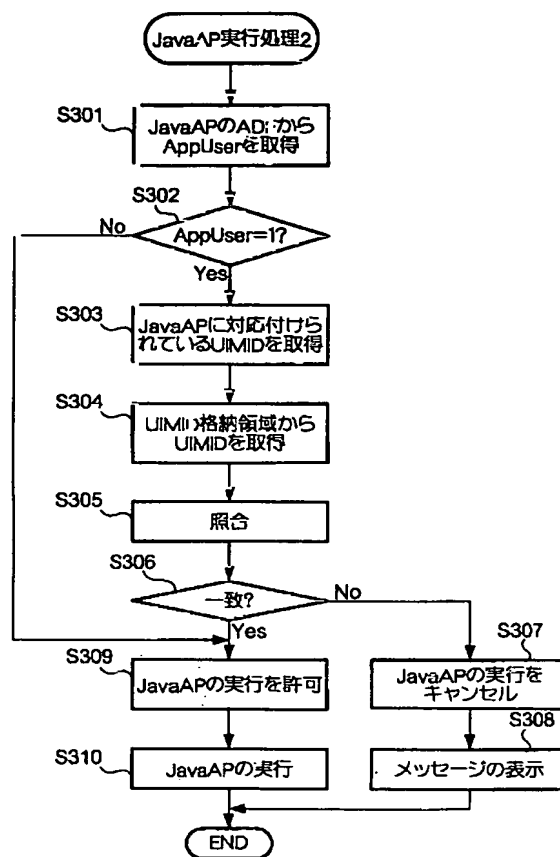 JavaAP実行処理2
S301
JavaAPのADFから
AppUserを取得
S302
No
AppUser=1?
Yes
S303
JavaAPに対応付けら
れているUIMIDを取得
S304
UIMID格納領域から
UIMIDを取得
S305
照合
S306
No
一致?
Yes
S307
S309
JavaAPの実行を許可
JavaAPの実行を
キャンセル
S308
S310
JavaAPの実行
メッセージの表示
END